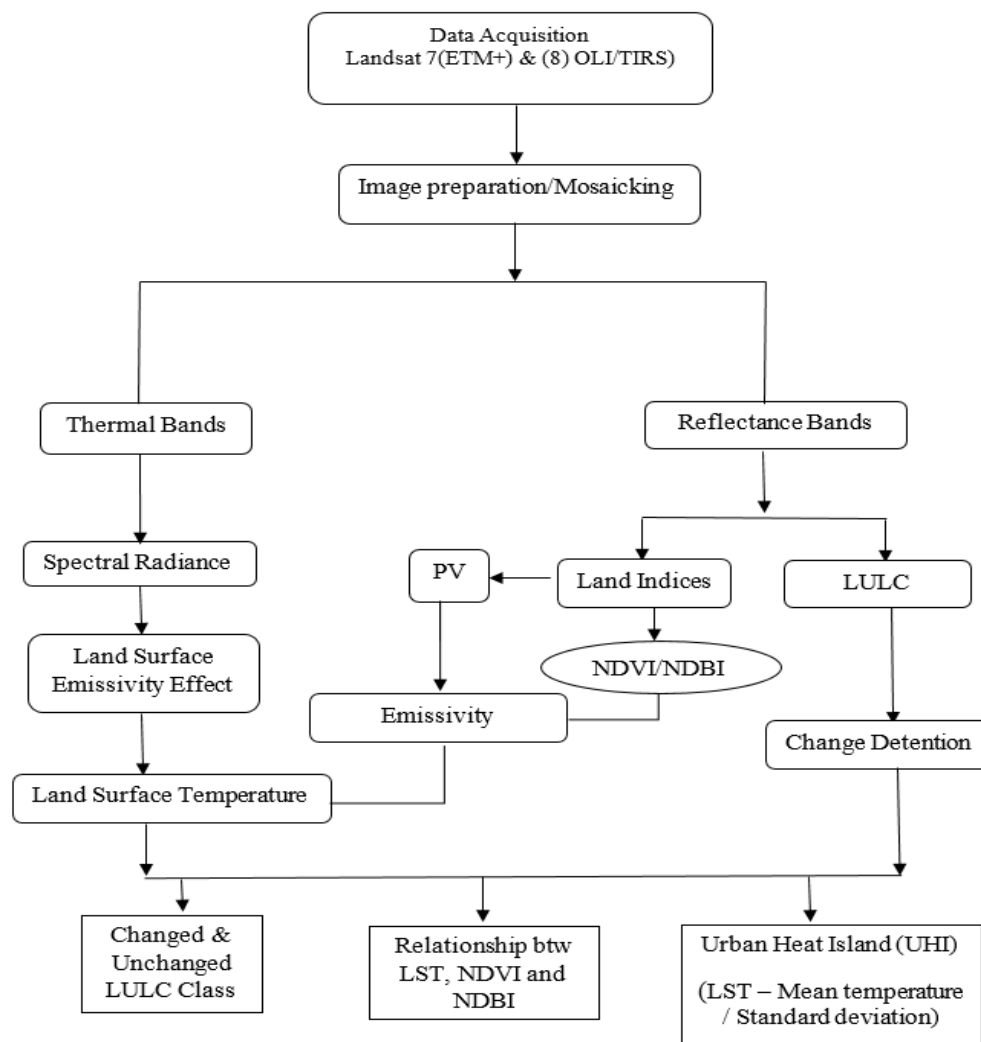 Data Acquisition
Landsat 7(ETM+) & (8) OLI/TIRS)
Image preparation/Mosaicking
Thermal Bands
Reflectance Bands
Spectral Radiance
PV
Land Indices
LULC
Land Surface
Emissivity Effect
NDVI/NDBI
Emissivity
Change Detention
Land Surface Temperature
Changed &
Unchanged
LULC Class
Relationship btw
LST, NDVI and
NDBI
Urban Heat Island (UHI)
(LST – Mean temperature
/ Standard deviation)